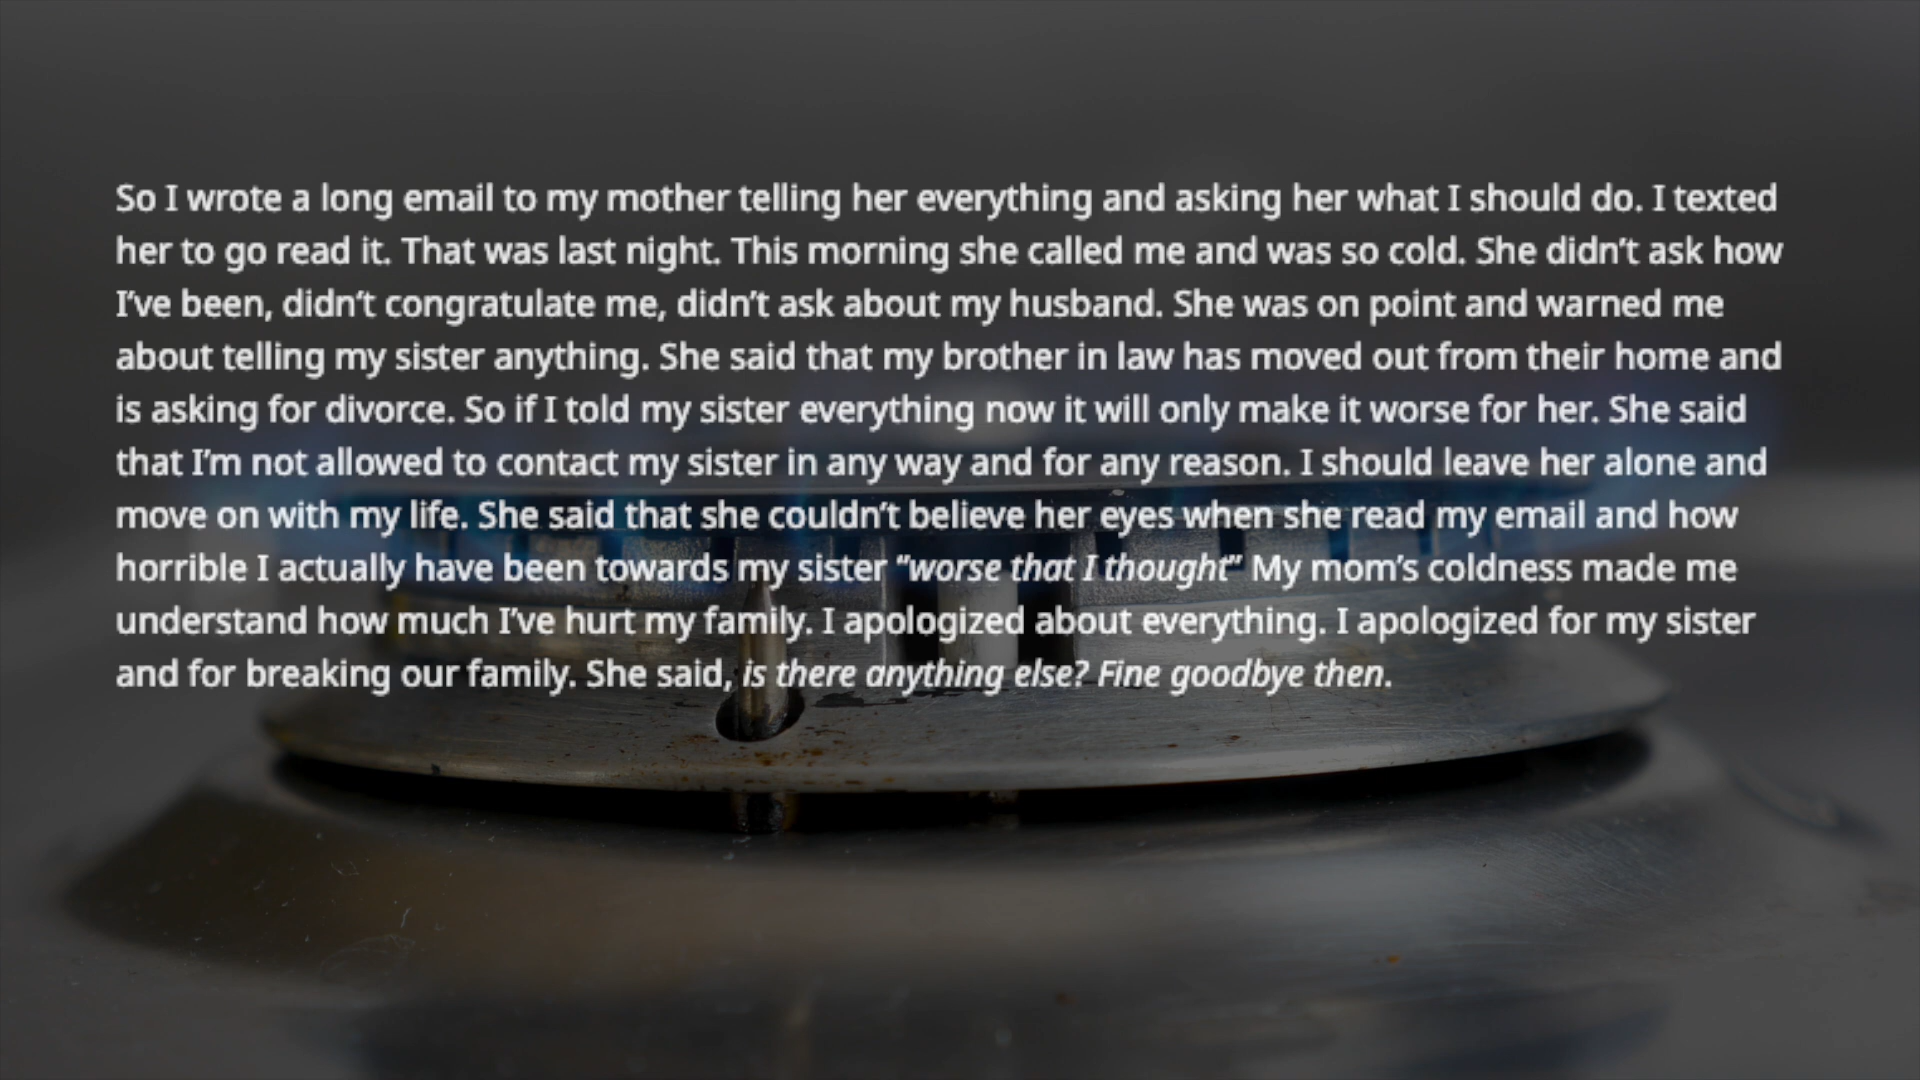 So I wrote a long email to my mother telling her everything and asking her what I should do. I texted
her to go read it. That was last night. This morning she called me and was so cold. She didn’t ask how
I’ve been, didn’t congratulate me, didn’t ask about my husband. She was on point and warned me
about telling my sister anything. She said that my brother in law has moved out from their home and
is asking for divorce. So if I told my sister everything now it will only make it worse for her. She said
that I’m not allowed to contact my sister in any way and for any reason. I should leave her alone and
move on with my life. She said that she couldn’t believe her eyes when she read my email and how
horrible I actually have been towards my sister “worse that I thought” My mom’s coldness made me
understand how much I’ve hurt my family. I apologized about everything. I apologized for my sister
and for breaking our family. She said, is there anything else? Fine goodbye then.